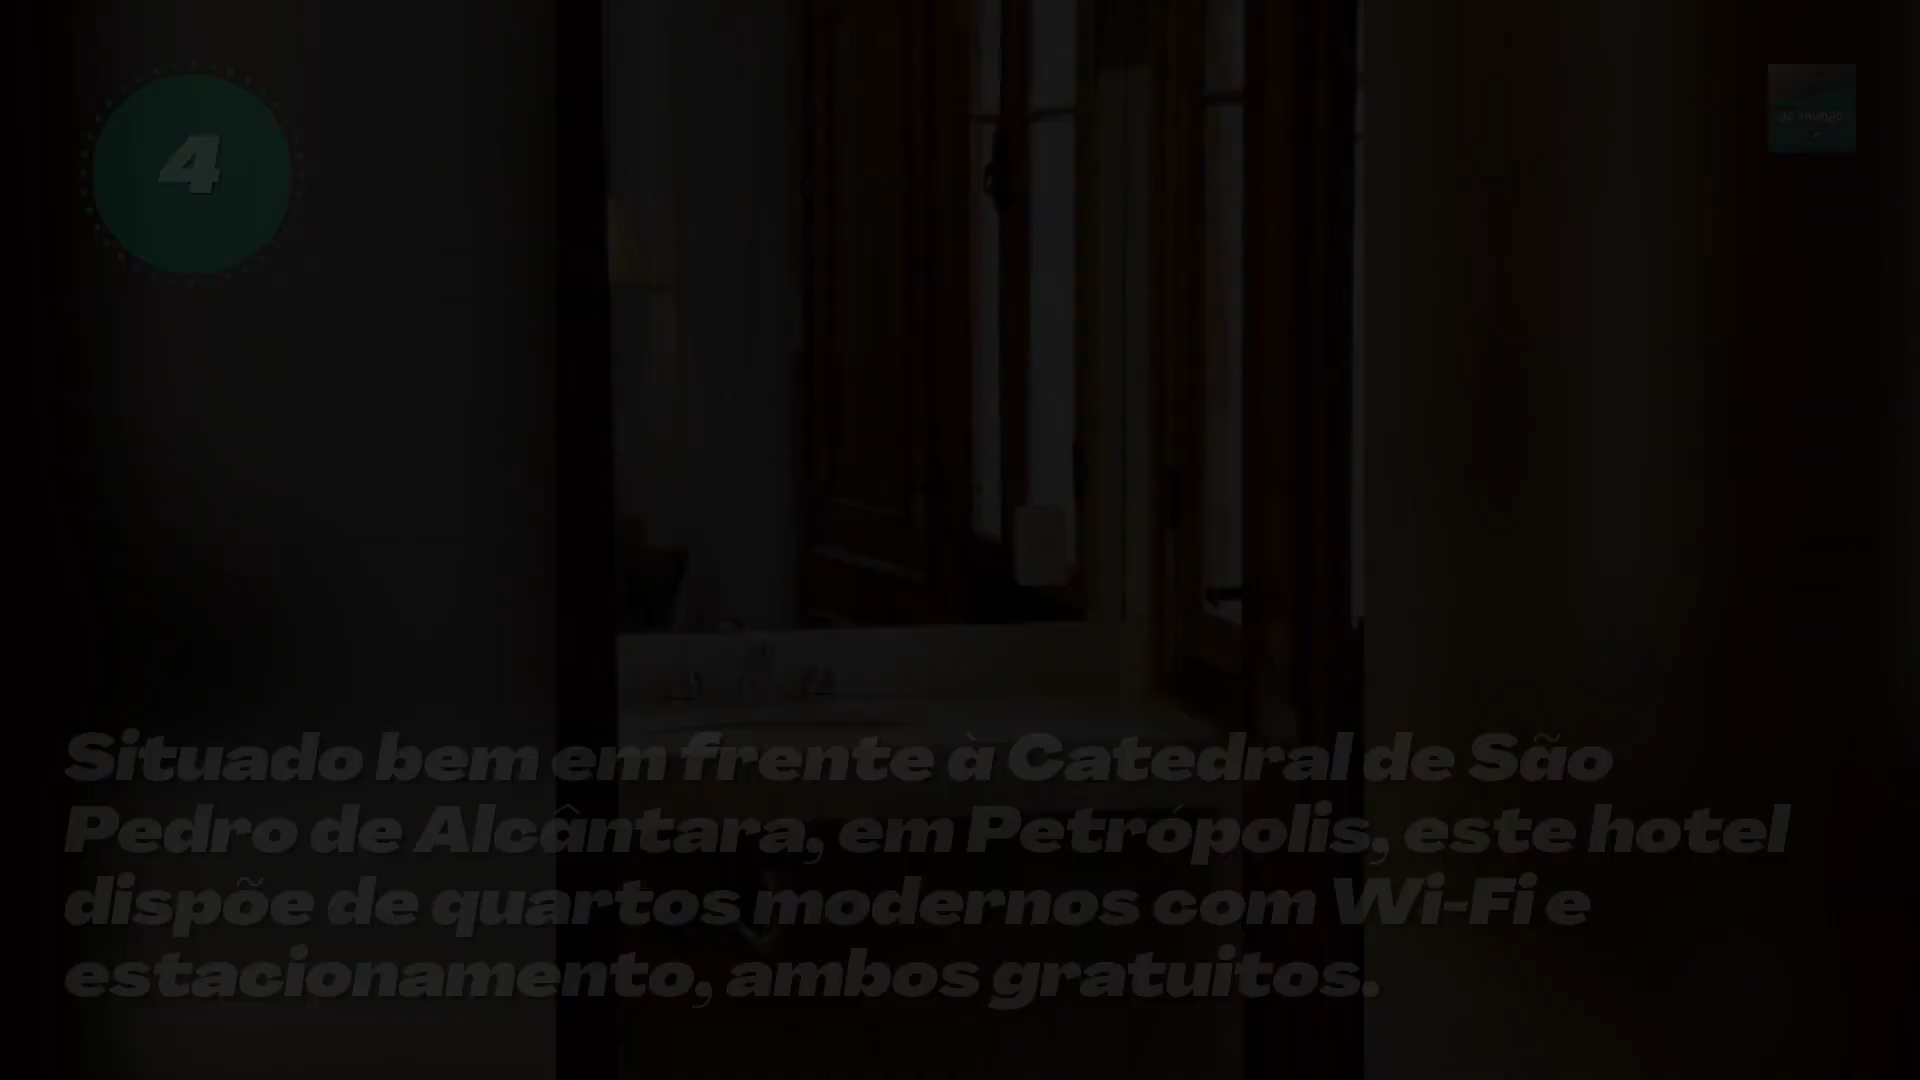 4
Situado bem em frente à Catedral de São
Pedro de Alcântara, em Petrópolis, este hotel
dispõe de quartos modernos com Wi-Fi e
estacionamento, ambos gratuitos.